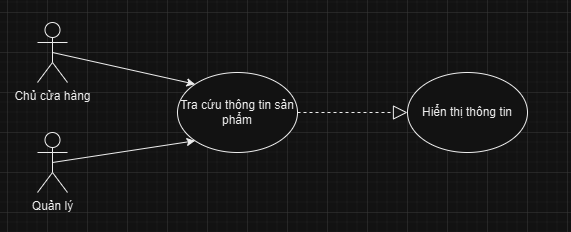 Chủ cửa hàng
Tra cứu thông tin sản
phẩm
Hiển thị thông tin
Quản lý